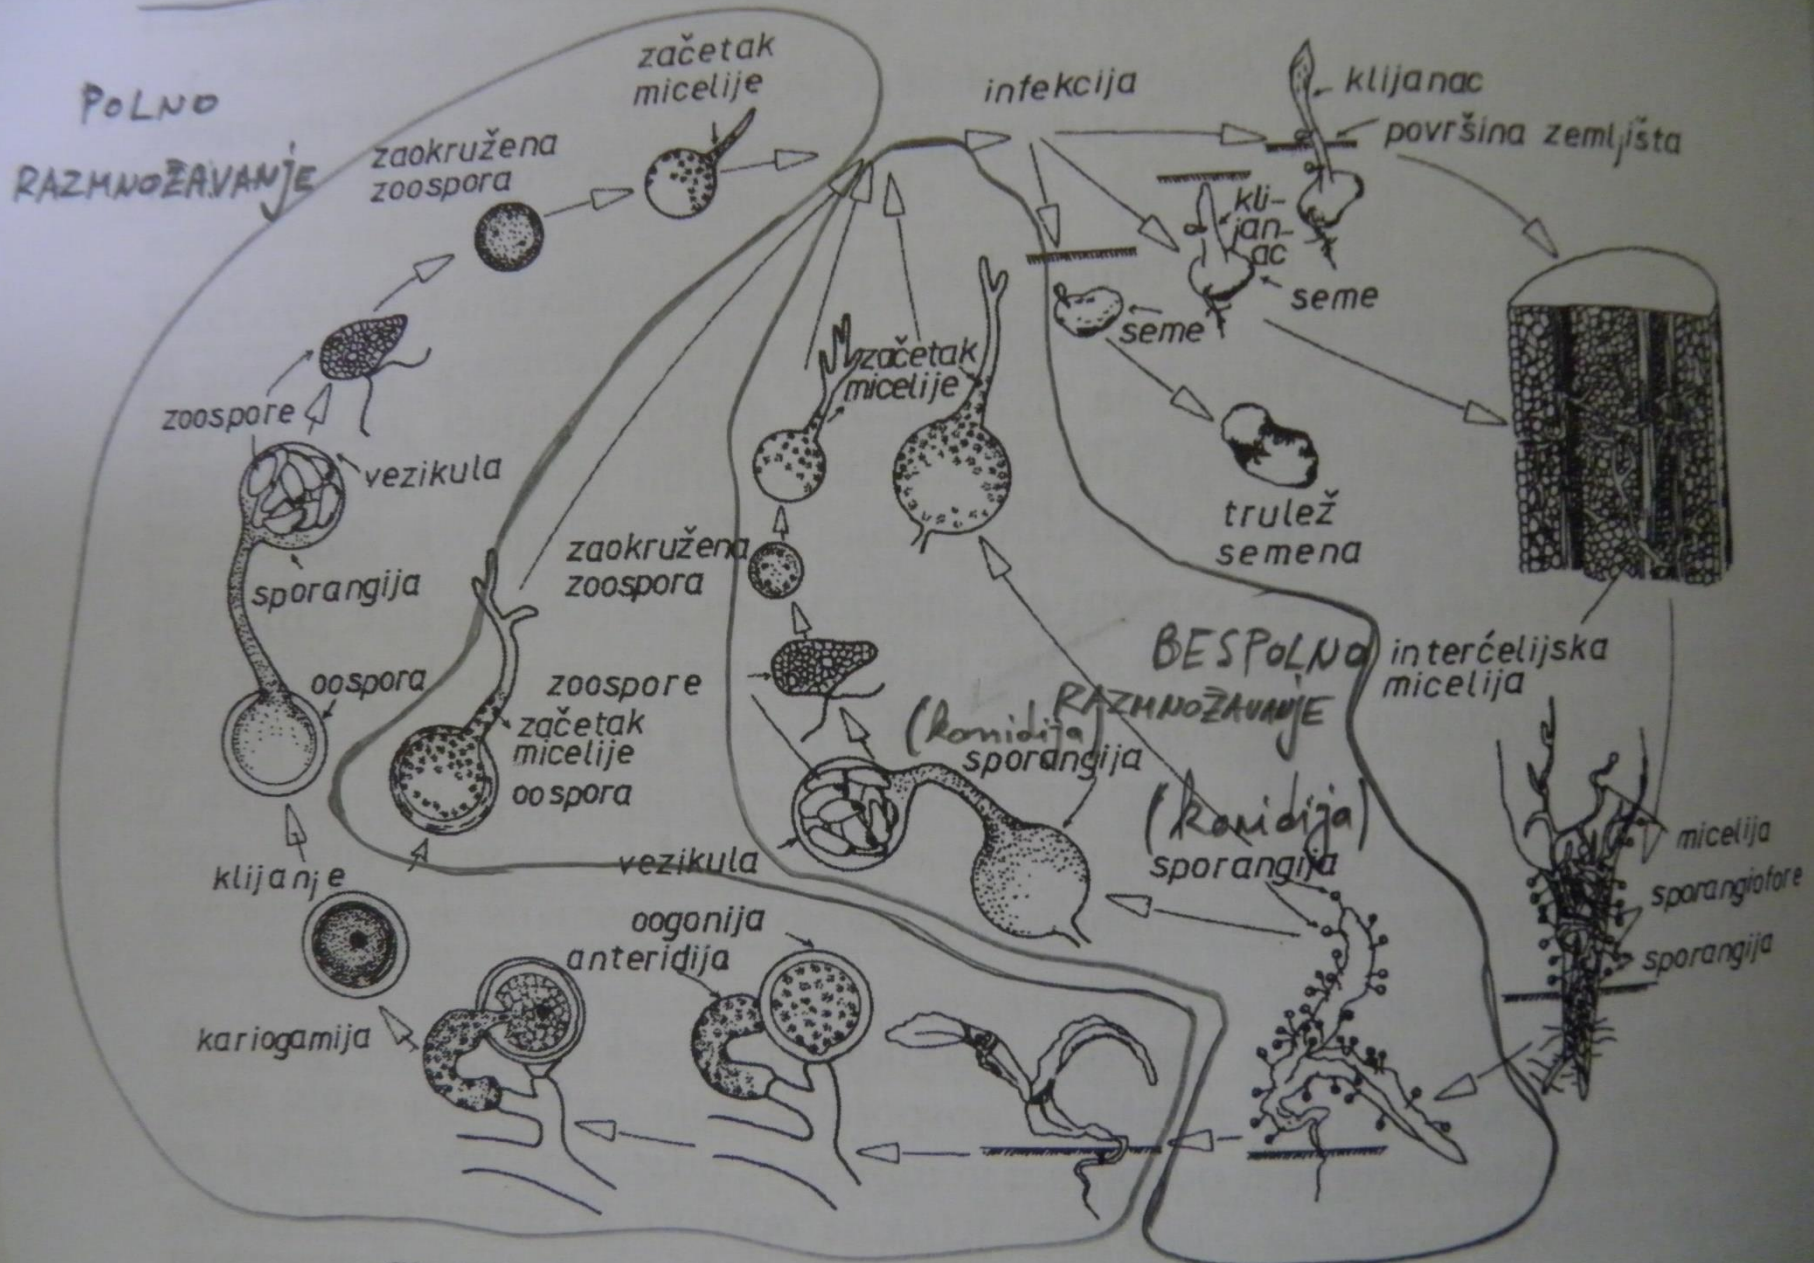 POLNO
RAZMNOŽAVANJE
začetak
micelije
zaokružena
zoospora
zoospore
vezikula
sporangija
oospora
klijanje
kariogamija
začetak
micelije
oospora
oogonija
anteridija
infekcija
klijanac
površina zemljišta
kli-
jan-
ac
seme
seme
trulež
semena
začetak
micelije
zaokružena
zoospora
zoospore
vezikula
BESPOLNO
RAZMNOŽAVANJE
(konidija)
sporangija
(konidija)
sporangija
interćelijska
micelija
micelija
sporangiofore
sporangija